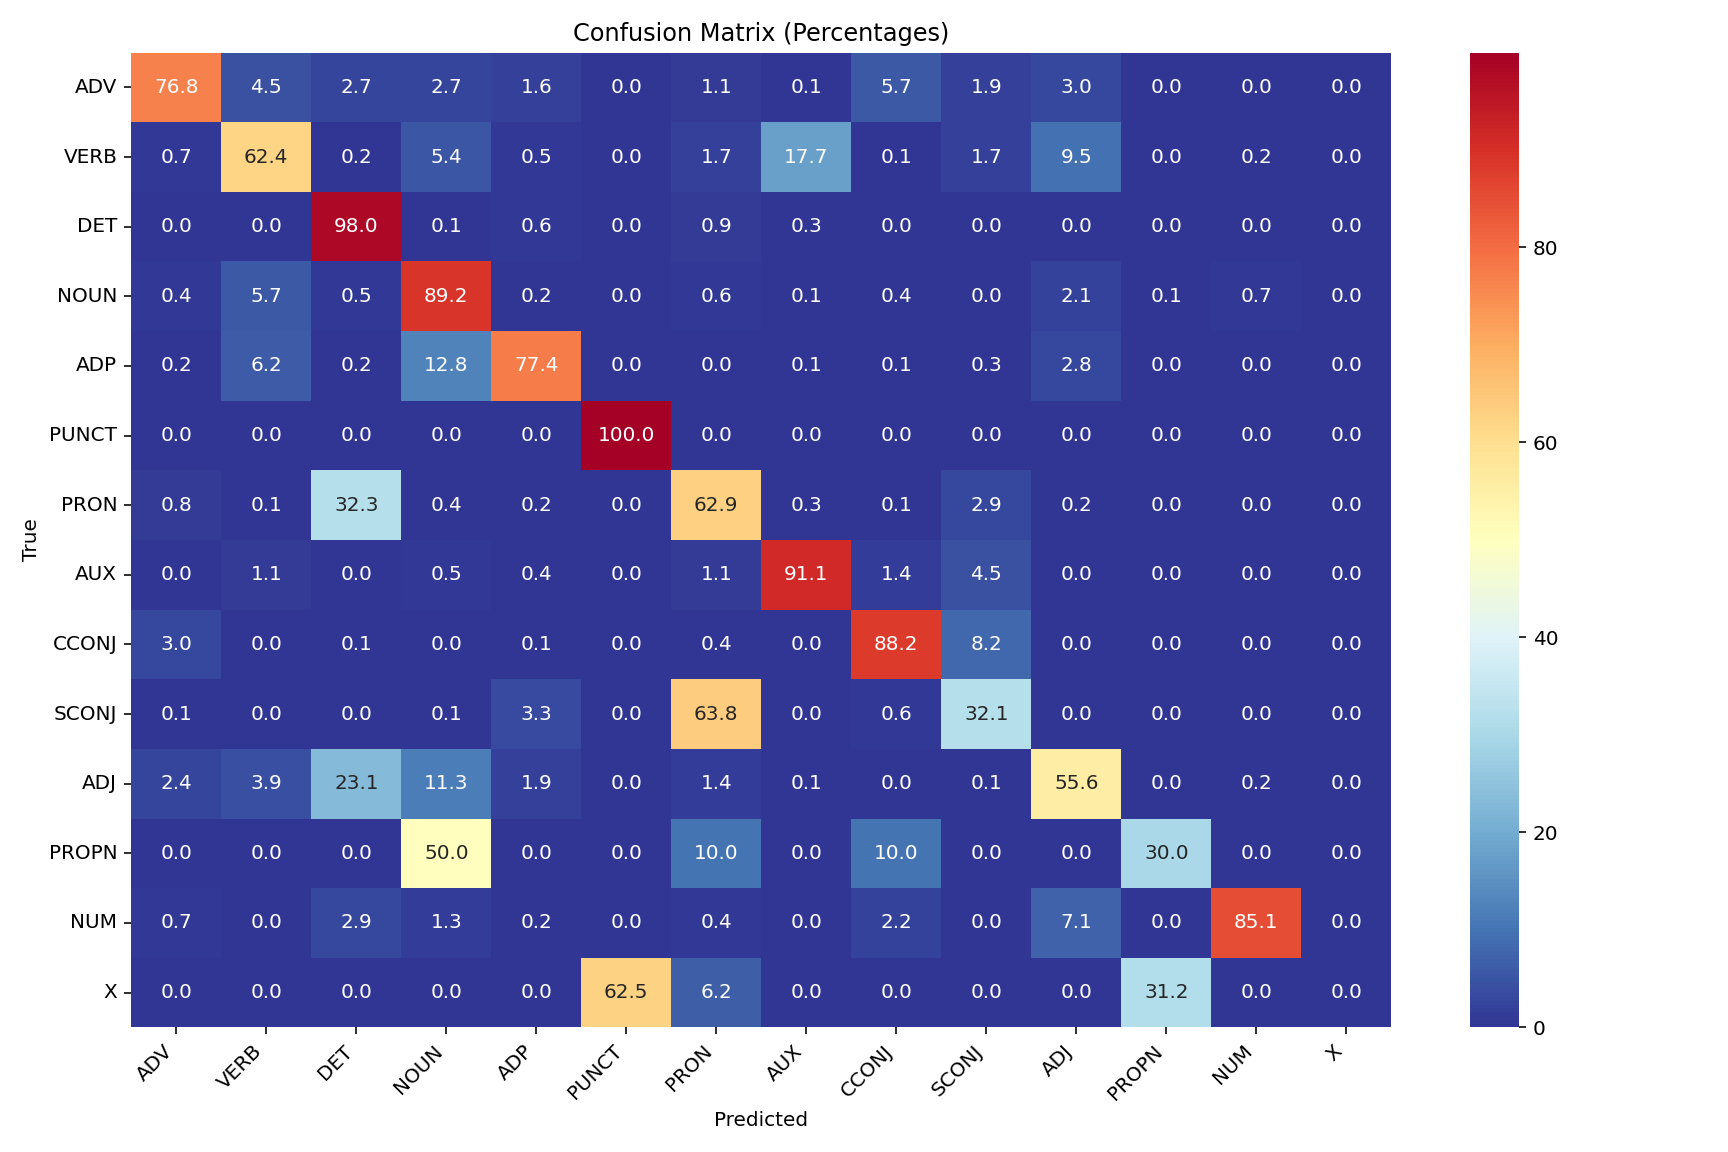 Confusion Matrix (Percentages)
ADV 76.8 4.5 2.7 2.7 1.6 0.0 1.1 0.1 5.7 1.9 3.0 0.0 0.0 0.0
VERB 0.7 62.4 0.2 5.4 0.5 0.0 1.7 17.7 0.1 1.7 9.5 0.0 0.2 0.0
DET 0.0 0.0 98.0 0.1 0.6 0.0 0.9 0.3 0.0 0.0 0.0 0.0 0.0 0.0
80
NOUN 0.4 5.7 0.5 89.2 0.2 0.0 0.6 0.1 0.4 0.0 2.1 0.1 0.7 0.0
ADP 0.2 6.2 0.2 12.8 77.4 0.0 0.0 0.1 0.1 0.3 2.8 0.0 0.0 0.0
PUNCT 0.0 0.0 0.0 0.0 0.0 100.0 0.0 0.0 0.0 0.0 0.0 0.0 0.0 0.0
60
PRON 0.8 0.1 32.3 0.4 0.2 0.0 62.9 0.3 0.1 2.9 0.2 0.0 0.0 0.0
True
AUX 0.0 1.1 0.0 0.5 0.4 0.0 1.1 91.1 1.4 4.5 0.0 0.0 0.0 0.0
CCONJ 3.0 0.0 0.1 0.0 0.1 0.0 0.4 0.0 88.2 8.2 0.0 0.0 0.0 0.0
40
SCONJ 0.1 0.0 0.0 0.1 3.3 0.0 63.8 0.0 0.6 32.1 0.0 0.0 0.0 0.0
ADJ 2.4 3.9 23.1 11.3 1.9 0.0 1.4 0.1 0.0 0.1 55.6 0.0 0.2 0.0
20
PROPN 0.0 0.0 0.0 50.0 0.0 0.0 10.0 0.0 10.0 0.0 0.0 30.0 0.0 0.0
NUM 0.7 0.0 2.9 1.3 0.2 0.0 0.4 0.0 2.2 0.0 7.1 0.0 85.1 0.0
X 0.0 0.0 0.0 0.0 0.0 62.5 6.2 0.0 0.0 0.0 0.0 31.2 0.0 0.0
0
ADV VERB DET NOUN ADP PUNCT PRON AUX CCONJ SCONJ ADJ PROPN NUM X
Predicted